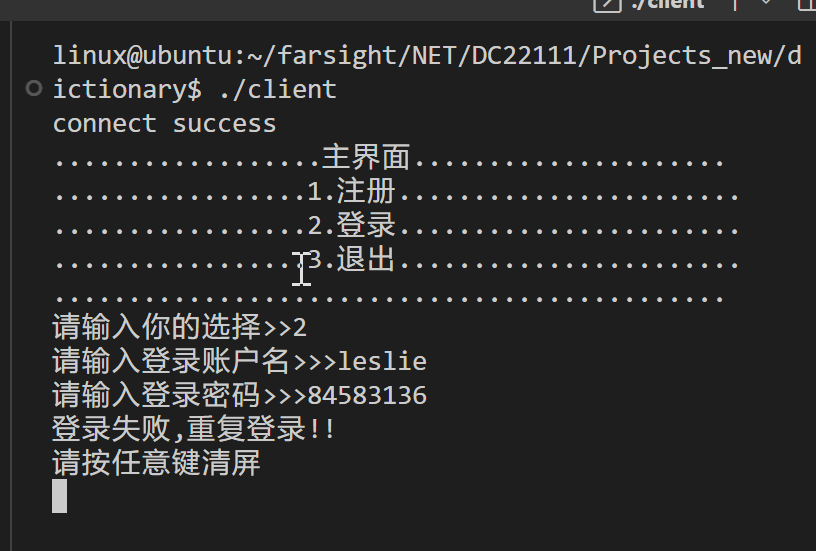 ./client
linux@ubuntu:~/farsight/NET/DC22111/Projects_new/d
ictionary$ ./client
connect success
..................主界面.....................
.................1.注册.......................
.................2.登录.......................
.................3.退出.......................
.............................................
请输入你的选择>>2
请输入登录账户名>>>leslie
请输入登录密码>>>84583136
登录失败,重复登录!!
请按任意键清屏